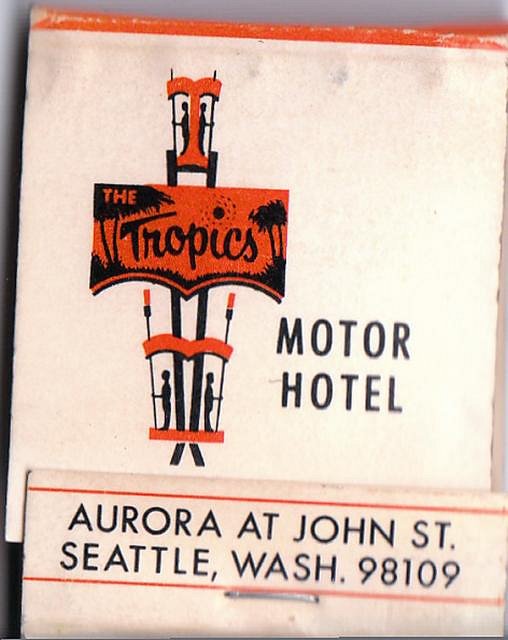 THE
Tropics
MOTOR
HOTEL
AURORA AT JOHN ST.
SEATTLE, WASH. 98109